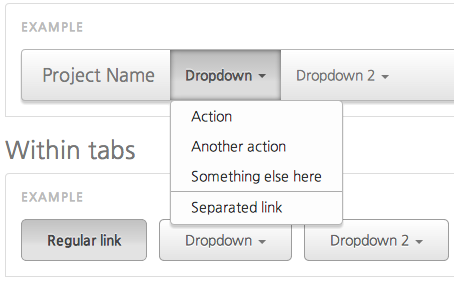 EXAMPLE
Project Name Dropdown Dropdown 2
Action
Another action
Something else here
Separated link
Within tabs
EXAMPLE
Regular link Dropdown Dropdown 2